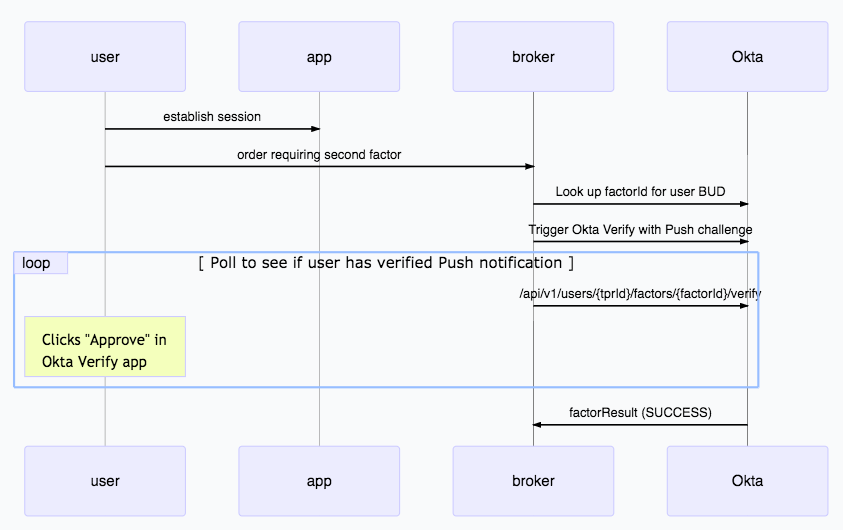 user
app
broker
Okta
establish session
order requiring second factor
Look up factorId for user BUD
Trigger Okta Verify with Push challenge
loop
[ Poll to see if user has verified Push notification ]
/api/v1/users/{tprId}/factors/{factorId}/verify
Clicks "Approve" in
Okta Verify app
factorResult (SUCCESS)
user
app
broker
Okta